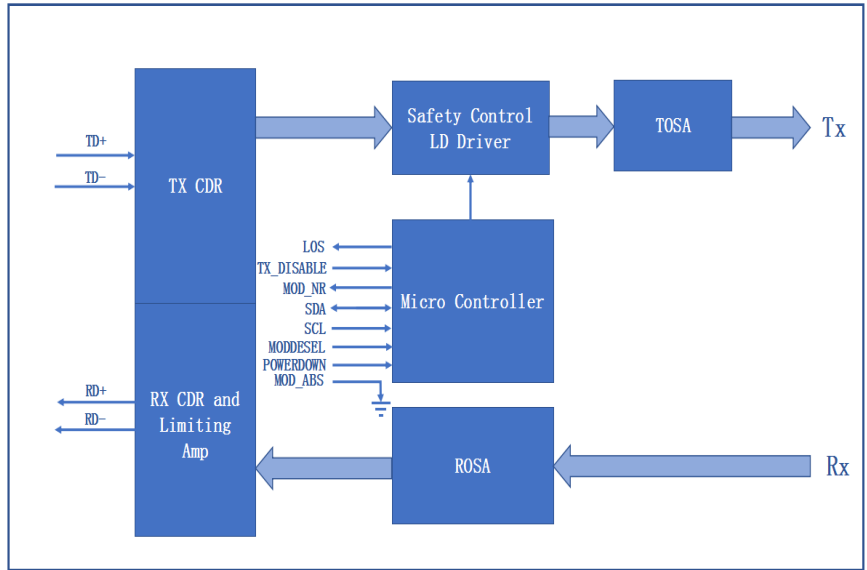 Safety Control
LD Driver
TOSA
Tx
TD+
TD-
TX CDR
LOS
TX_DISABLE
MOD_NR
SDA
SCL
MODDESEL
POWERDOWN
MOD_ABS
Micro Controller
RD+
RD-
RX CDR and
Limiting
Amp
ROSA
Rx